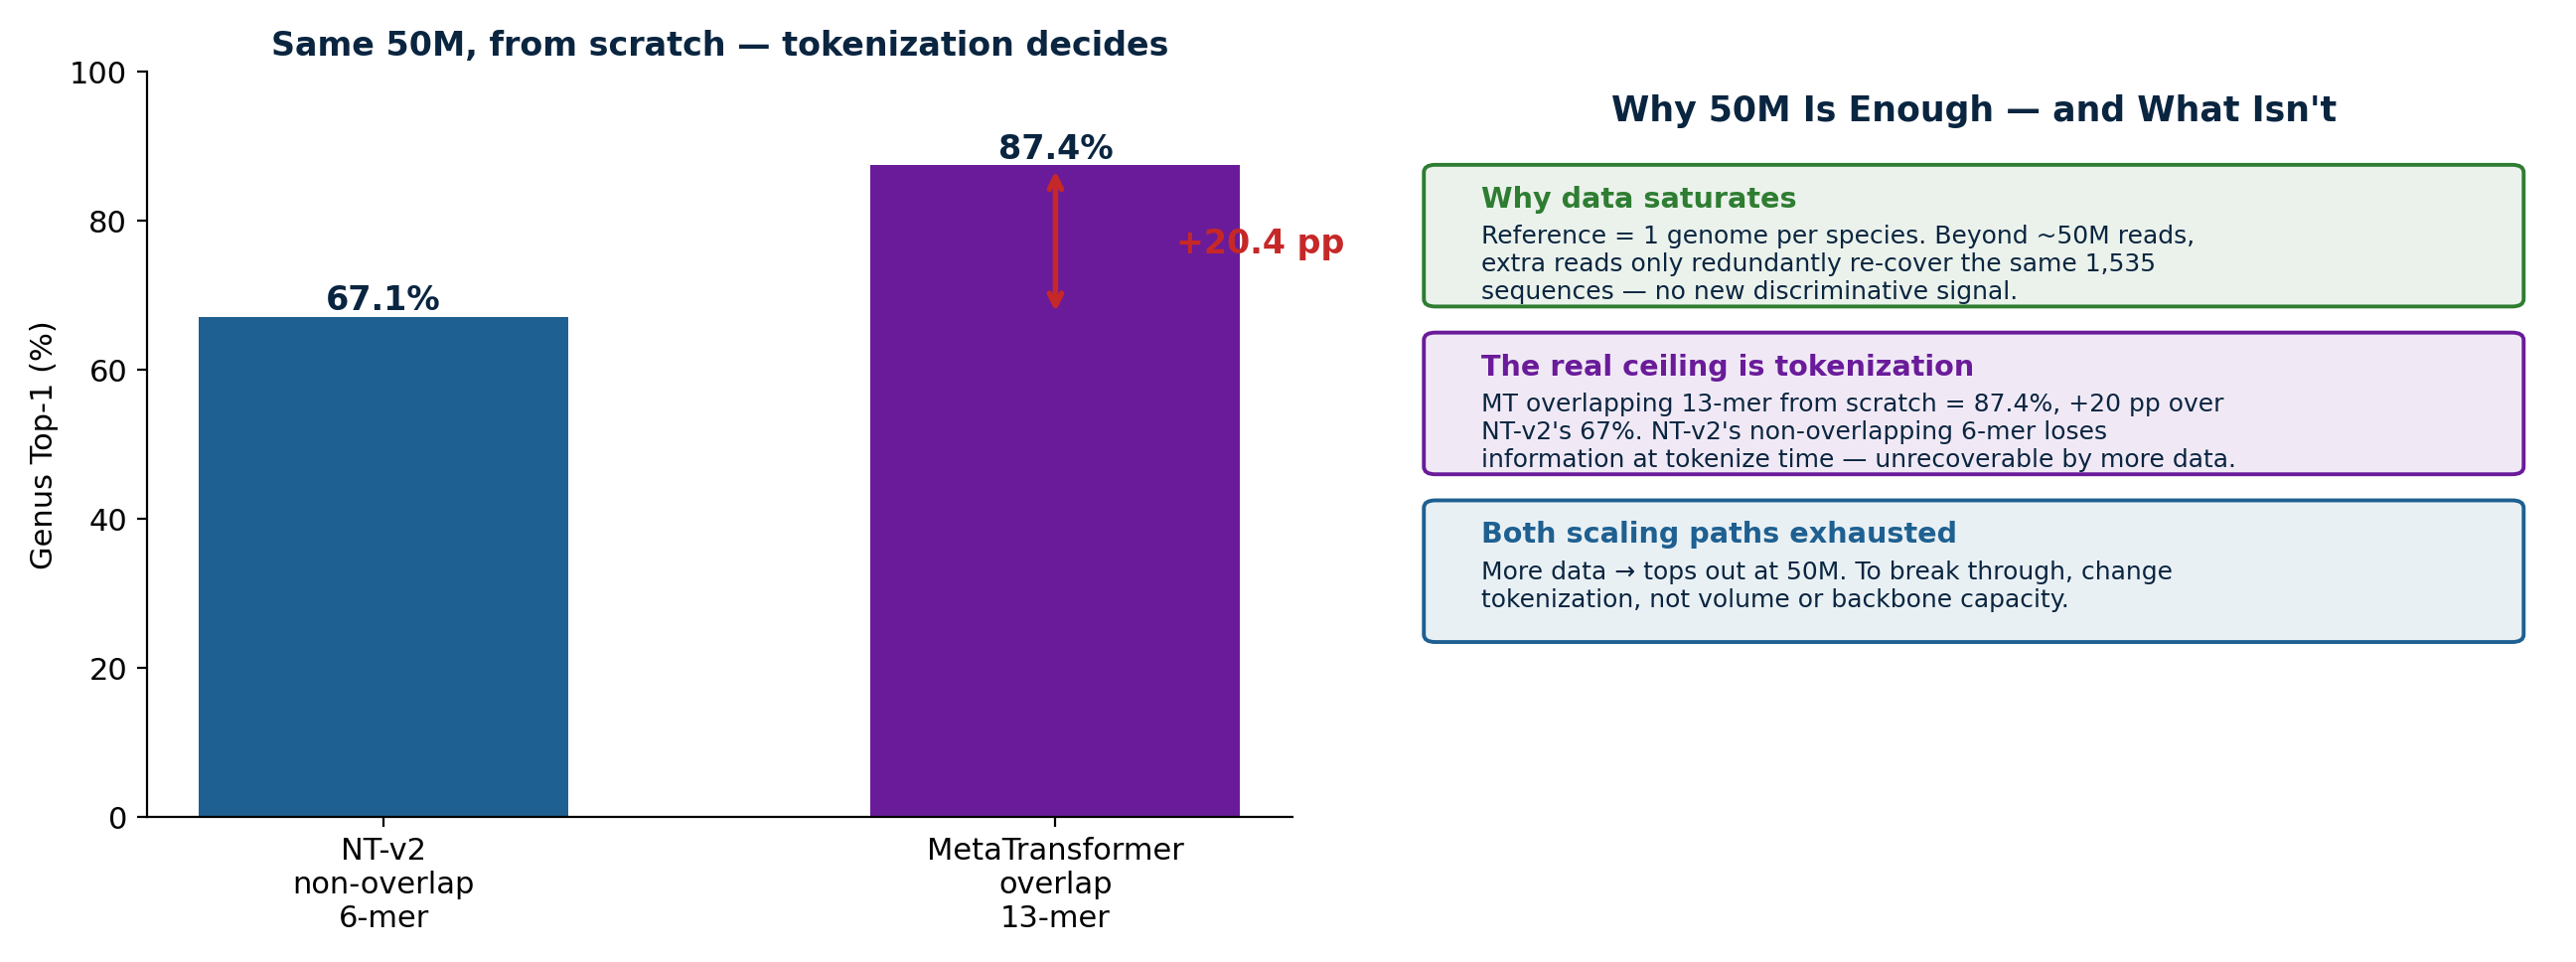 Same 50M, from scratch — tokenization decides
100
80
60
40
20
0
Genus Top-1 (%)
67.1%
87.4%
+20.4 pp
NT-v2
non-overlap
6-mer
MetaTransformer
overlap
13-mer
Why 50M Is Enough — and What Isn't
Why data saturates
Reference = 1 genome per species. Beyond ~50M reads,
extra reads only redundantly re-cover the same 1,535
sequences — no new discriminative signal.
The real ceiling is tokenization
MT overlapping 13-mer from scratch = 87.4%, +20 pp over
NT-v2's 67%. NT-v2's non-overlapping 6-mer loses
information at tokenize time — unrecoverable by more data.
Both scaling paths exhausted
More data → tops out at 50M. To break through, change
tokenization, not volume or backbone capacity.